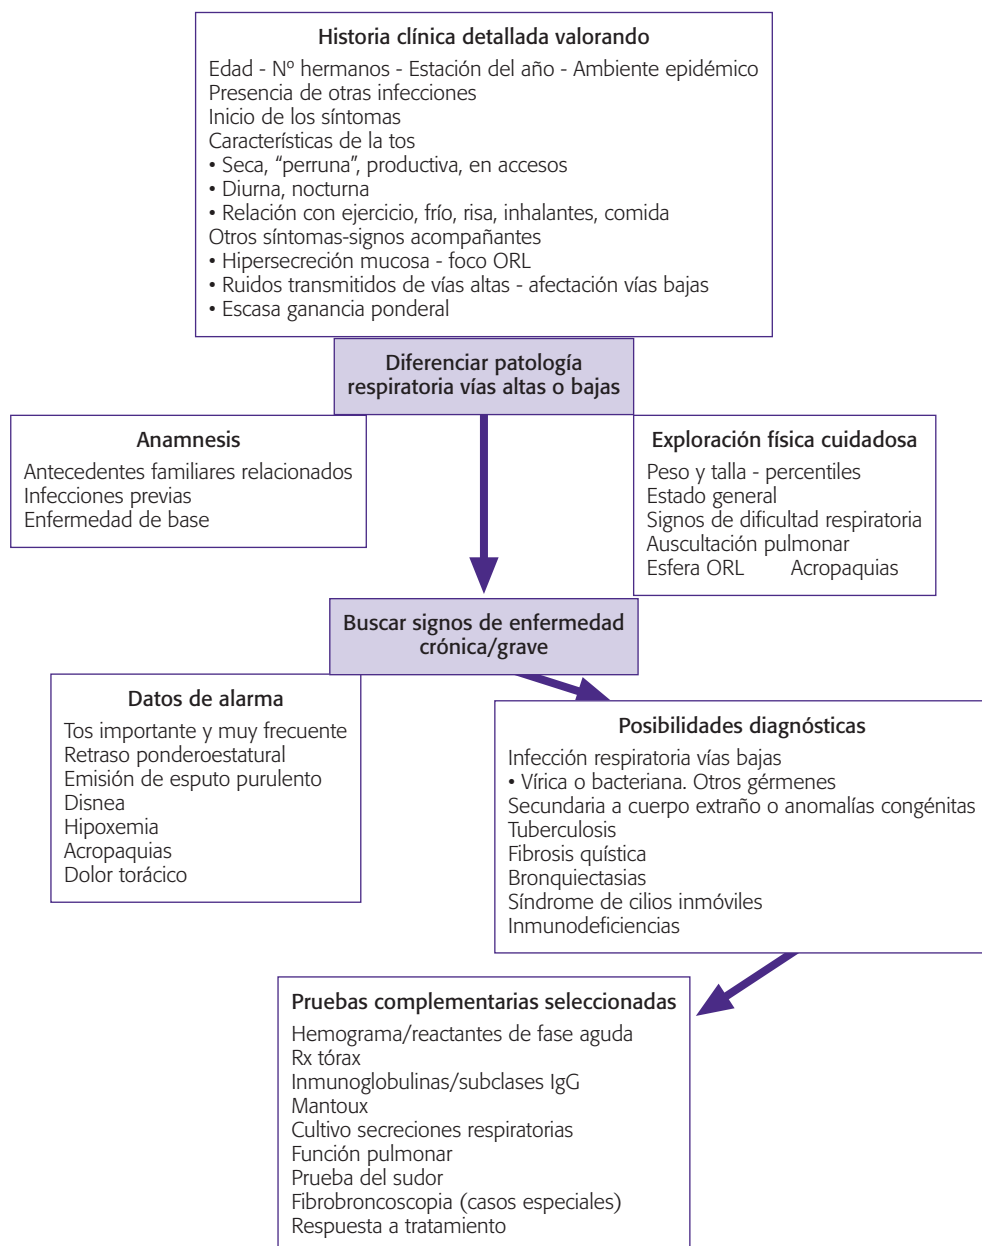 Historia clínica detallada valorando
Edad - Nº hermanos - Estación del año - Ambiente epidémico
Presencia de otras infecciones
Inicio de los síntomas
Características de la tos
• Seca, “perruna”, productiva, en accesos
• Diurna, nocturna
• Relación con ejercicio, frío, risa, inhalantes, comida
Otros síntomas-signos acompañantes
• Hipersecreción mucosa - foco ORL
• Ruidos transmitidos de vías altas - afectación vías bajas
• Escasa ganancia ponderal
Diferenciar patología
respiratoria vías altas o bajas
Anamnesis
Antecedentes familiares relacionados
Infecciones previas
Enfermedad de base
Exploración física cuidadosa
Peso y talla - percentiles
Estado general
Signos de dificultad respiratoria
Auscultación pulmonar
Esfera ORL Acropaquias
Buscar signos de enfermedad
crónica/grave
Datos de alarma
Tos importante y muy frecuente
Retraso ponderoestatural
Emisión de esputo purulento
Disnea
Hipoxemia
Acropaquias
Dolor torácico
Posibilidades diagnósticas
Infección respiratoria vías bajas
• Vírica o bacteriana. Otros gérmenes
Secundaria a cuerpo extraño o anomalías congénitas
Tuberculosis
Fibrosis quística
Bronquiectasias
Síndrome de cilios inmóviles
Inmunodeficiencias
Pruebas complementarias seleccionadas
Hemograma/reactantes de fase aguda
Rx tórax
Inmunoglobulinas/subclases IgG
Mantoux
Cultivo secreciones respiratorias
Función pulmonar
Prueba del sudor
Fibrobroncoscopia (casos especiales)
Respuesta a tratamiento